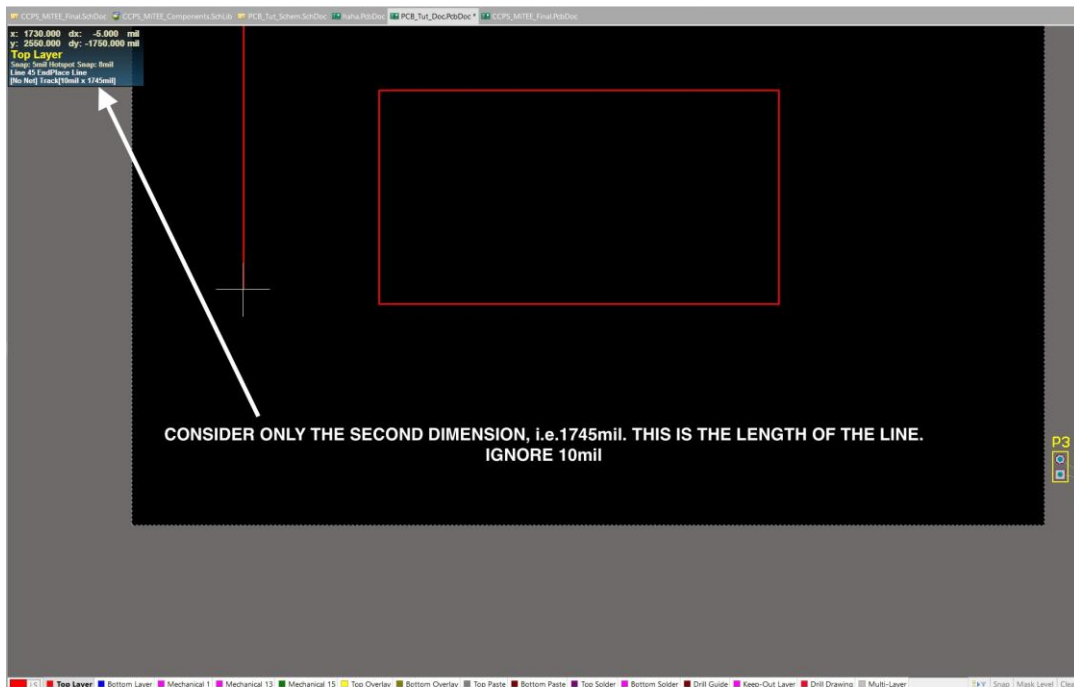 CCPS_MITEE_Final.SchDoc CCPS_MITEE_Components.SchLib PCB_Tut_Schem.SchDoc Raha.PcbDoc PCB_Tut_Doc.PcbDoc * CCPS_MITEE_Final.PcbDoc
x: 1730.000 dx: -5.000 mil
y: 2550.000 dy: -1750.000 mil
Top Layer
Snap: 5mil Hotspot Snap: 8mil
Line 45 EndPlace Line
[No Net] Track[10mil x 1745mil]
CONSIDER ONLY THE SECOND DIMENSION, i.e.1745mil. THIS IS THE LENGTH OF THE LINE.
IGNORE 10mil
P3
Top Layer Bottom Layer Mechanical 1 Mechanical 13 Mechanical 15 Top Overlay Bottom Overlay Top Paste Bottom Paste Top Solder Bottom Solder Drill Guide Keep-Out Layer Drill Drawing Multi-Layer Snap Mask Level Clea